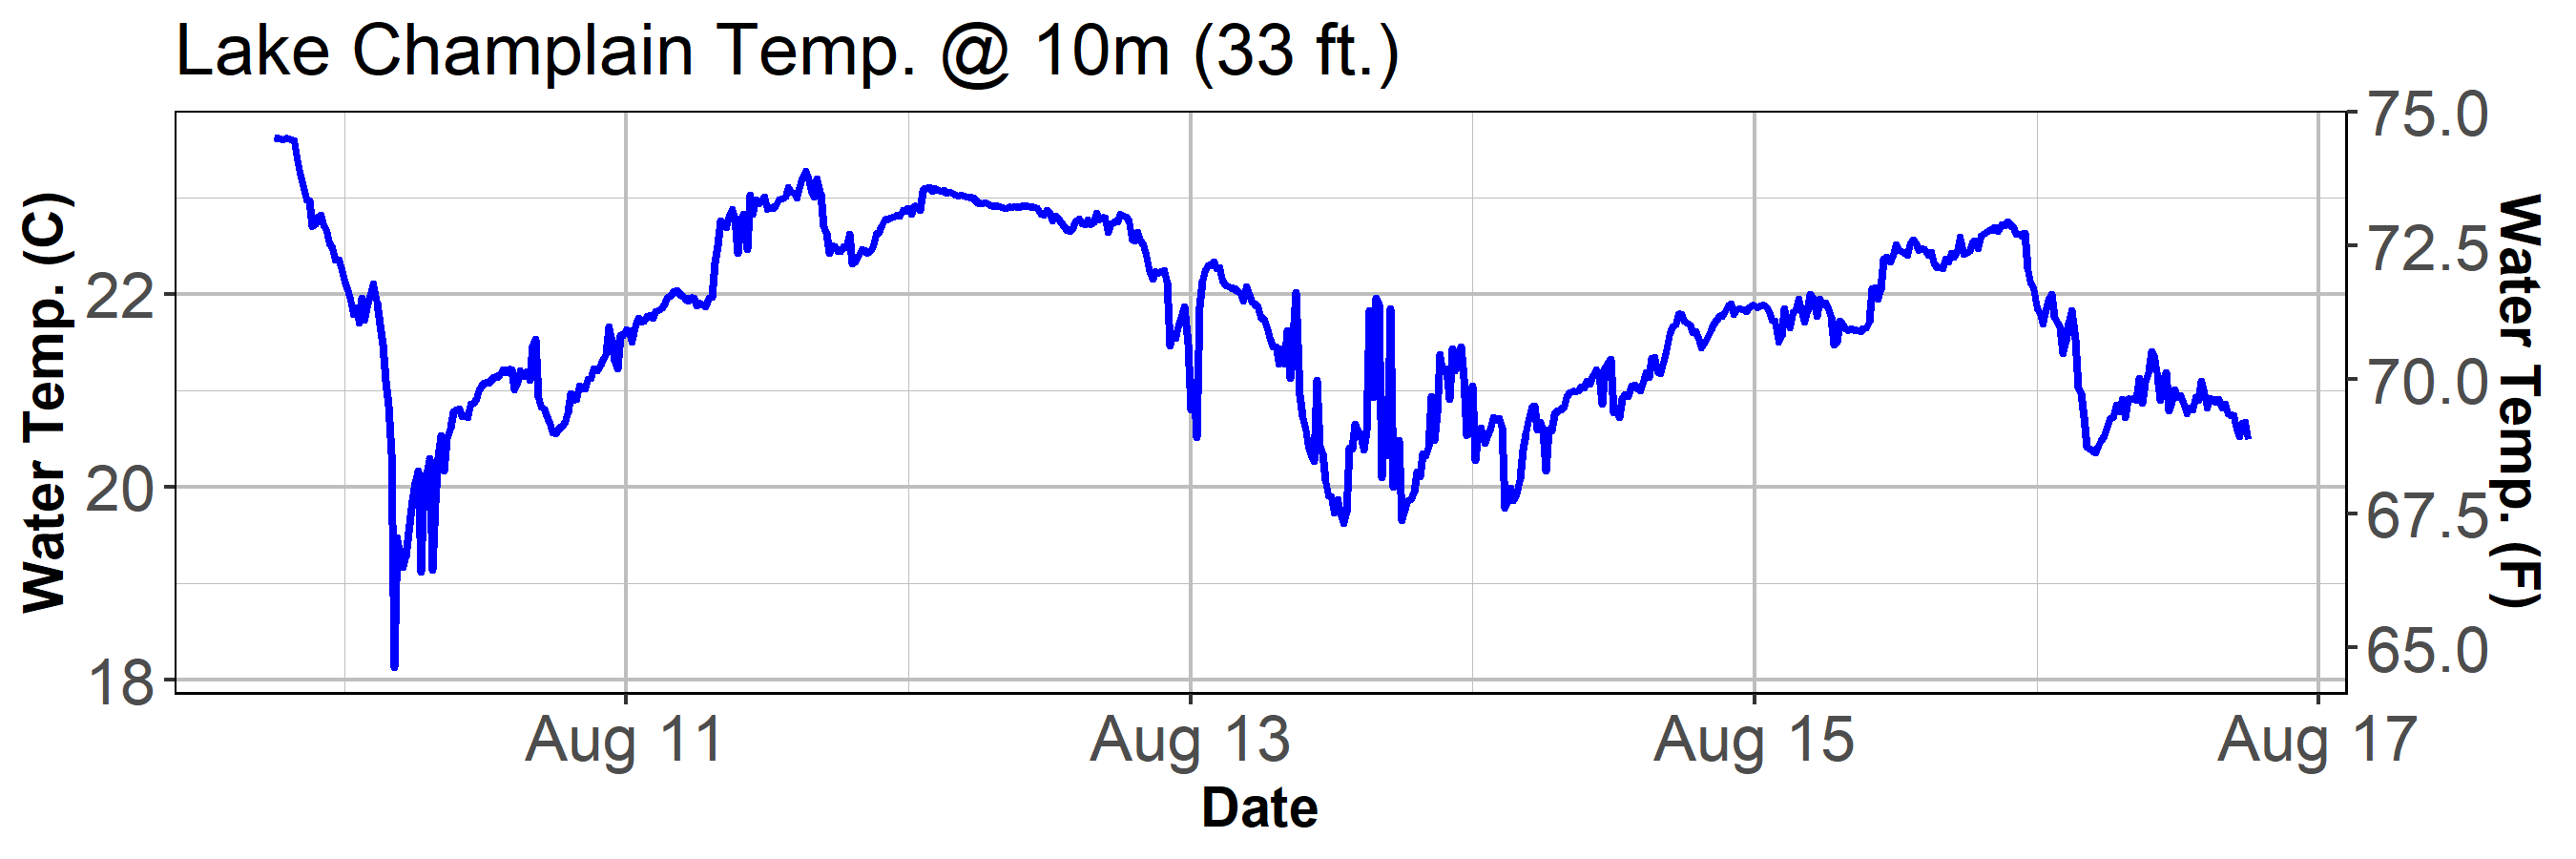 Lake Champlain Temp. @ 10m (33 ft.)
Water Temp. (C)
22
20
18
75.0
72.5
70.0
67.5
65.0
Water Temp. (F)
Aug 11 Aug 13 Aug 15 Aug 17
Date